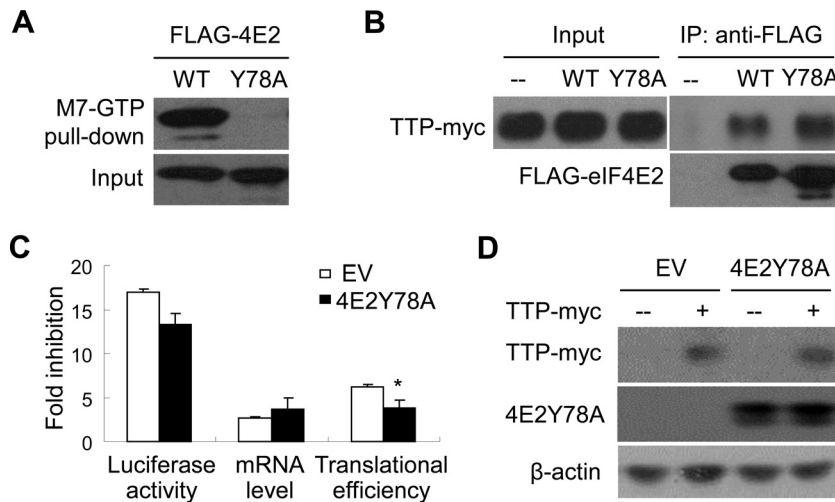 A
FLAG-4E2
WT Y78A
M7-GTP
pull-down
Input
B
Input IP: anti-FLAG
-- WT Y78A -- WT Y78A
TTP-myc
FLAG-eIF4E2
C
EV
4E2Y78A
Fold inhibition
20
15
10
5
0
*
Luciferase
activity
mRNA
level
Translational
efficiency
D
EV 4E2Y78A
TTP-myc -- + -- +
TTP-myc
4E2Y78A
β-actin